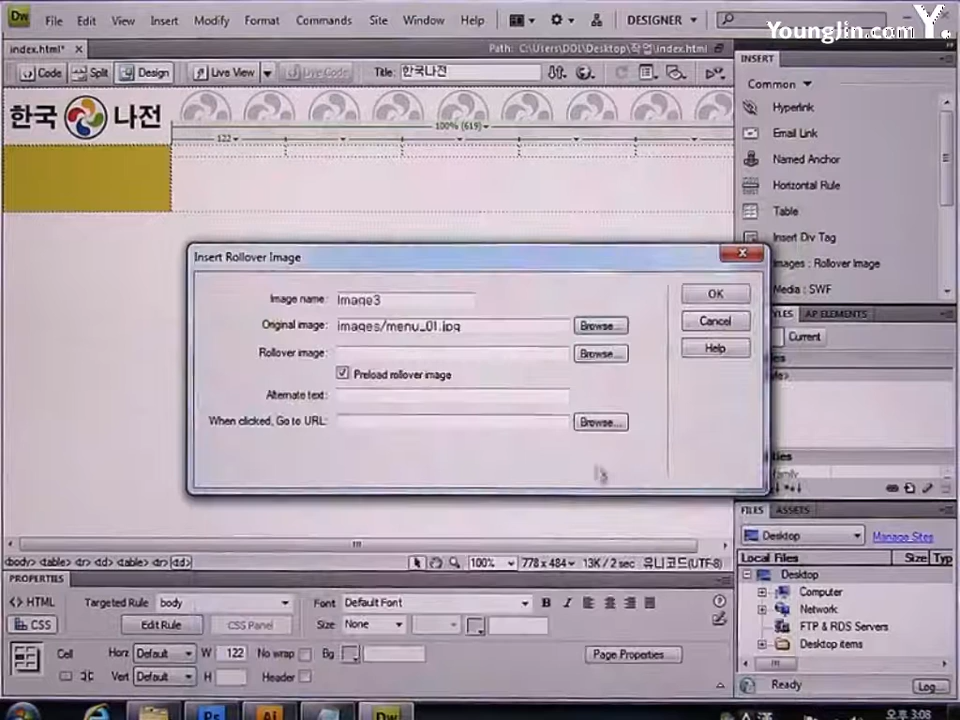 Dw File Edit View Insert Modify Format Commands Site Window Help DESIGNER
YoungJin.com Y.
index.html* x Path: C:\Users\DOL\Desktop\작업\index.html
Code Split Design Live View Live Code Title: 한국나전
한국 나전
122 100% (619)
INSERT
Common
Hyperlink
Email Link
Named Anchor
Horizontal Rule
Table
Insert Div Tag
Images : Rollover Image
Media : SWF
AP ELEMENTS
Current
Insert Rollover Image
Image name: Image3
Original image: images/menu_01.jpg Browse...
Rollover image: Browse...
Preload rollover image
Alternate text:
When clicked, Go to URL: Browse...
OK
Cancel
Help
FILES ASSETS
Desktop Manage Sites
Local Files Size Typ
Desktop
Computer
Network
FTP & RDS Servers
Desktop items
Ready Log...
<body> <table> <tr> <td> <table> <tr> <td> 100% 778 x 484 13K / 2 sec 유니코드(UTF-8)
PROPERTIES
<> HTML Targeted Rule body Font Default Font B I
CSS Edit Rule CSS Panel Size None
Cell Horz Default W 122 No wrap Bg Page Properties...
Vert Default H Header
Ps Ai Dw 오후 3:08